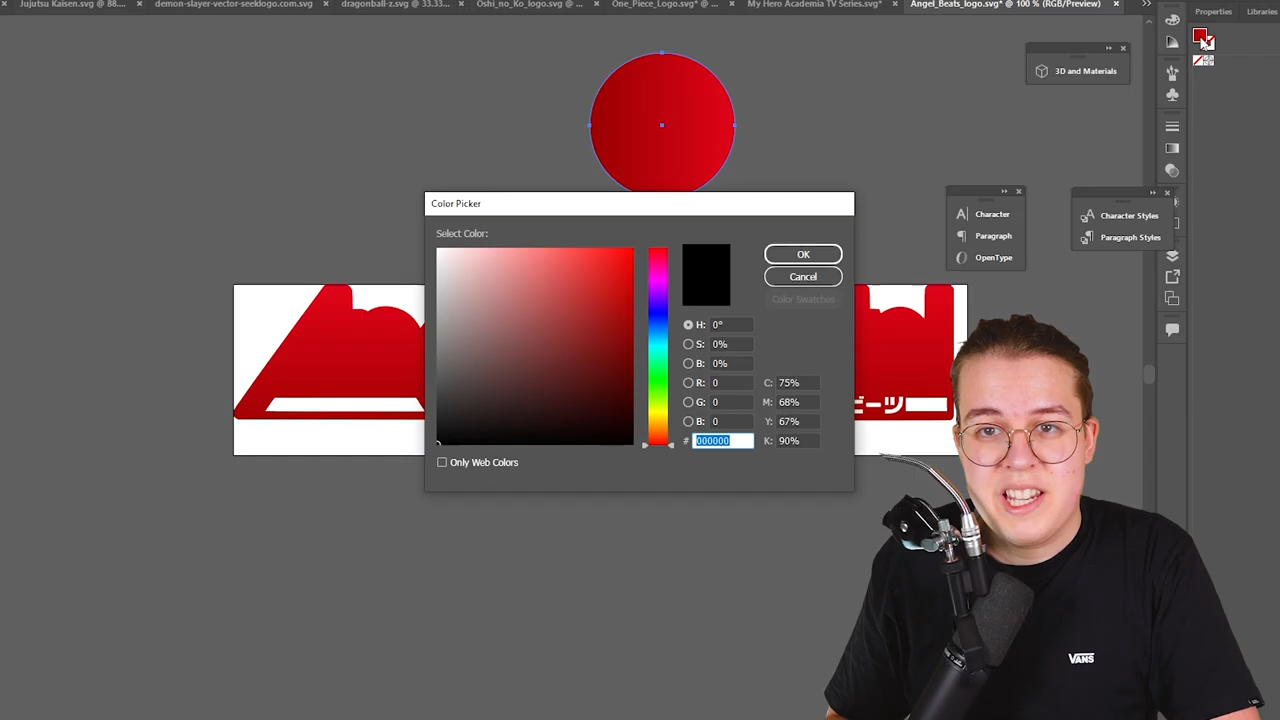 Jujutsu Kaisen.svg @ 88....
demon-slayer-vector-seeklogo.com.svg
dragonball-z.svg @ 33.33...
Oshi_no_Ko_logo.svg @ ...
One_Piece_Logo.svg* @ ...
My Hero Academia TV Series.svg*
Angel_Beats_logo.svg* @ 100 % (RGB/Preview)
Properties
Libraries
3D and Materials
Color Picker
Select Color:
OK
Cancel
Color Swatches
H: 0°
S: 0%
B: 0%
R: 0
G: 0
B: 0
# 000000
C: 75%
M: 68%
Y: 67%
K: 90%
Only Web Colors
Character
Paragraph
OpenType
Character Styles
Paragraph Styles
ビーツ
VANS